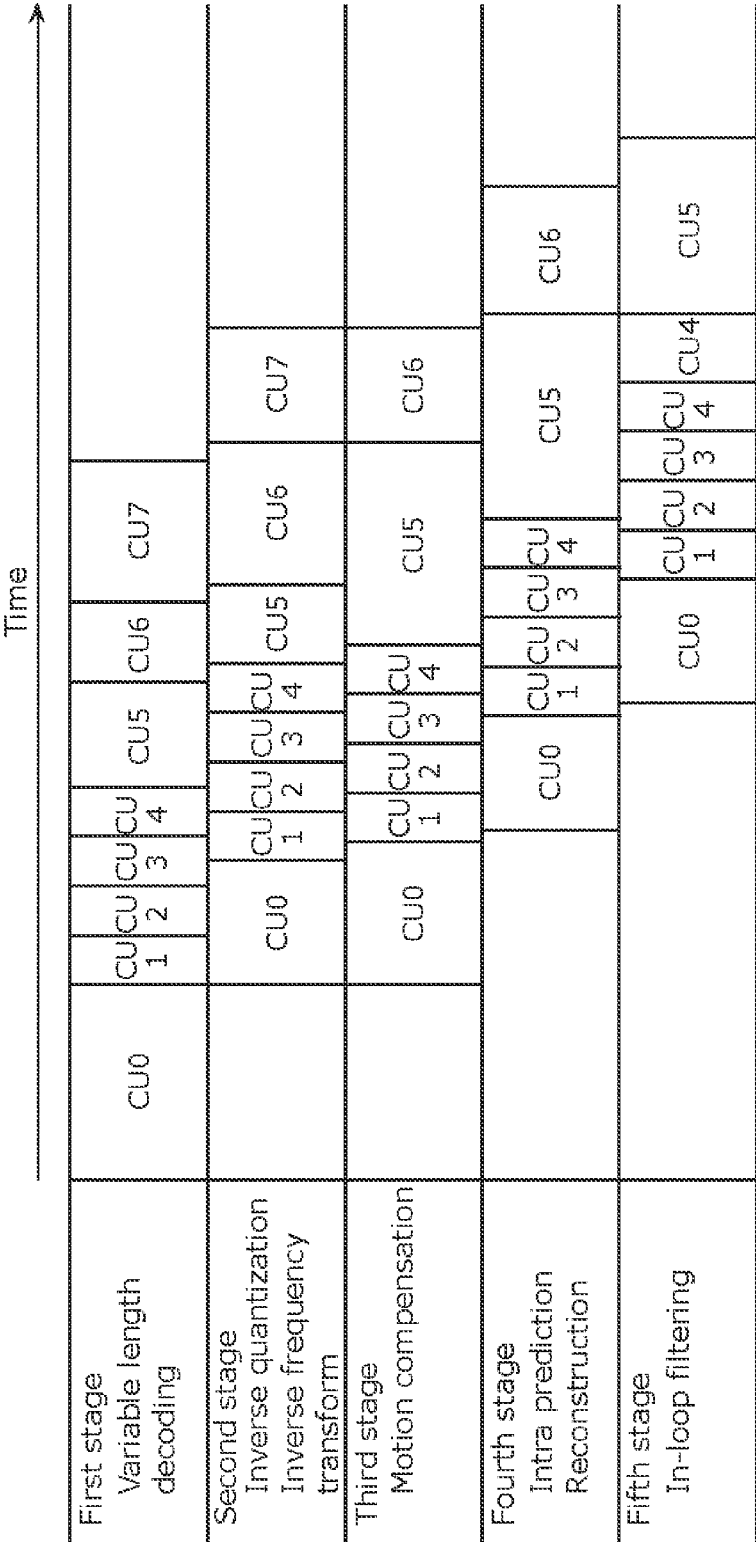 Time
First stage
Variable length
decoding
CU0
CU
1
CU
2
CU
3
CU
4
CU5
CU6
CU7
Second stage
Inverse quantization
Inverse frequency
transform
CU0
CU
1
CU
2
CU
3
CU
4
CU5
CU6
CU7
Third stage
Motion compensation
CU0
CU
1
CU
2
CU
3
CU
4
CU5
CU6
Fourth stage
Intra prediction
Reconstruction
CU0
CU
1
CU
2
CU
3
CU
4
CU5
CU6
Fifth stage
In-loop filtering
CU0
CU
1
CU
2
CU
3
CU
4
CU4
CU5